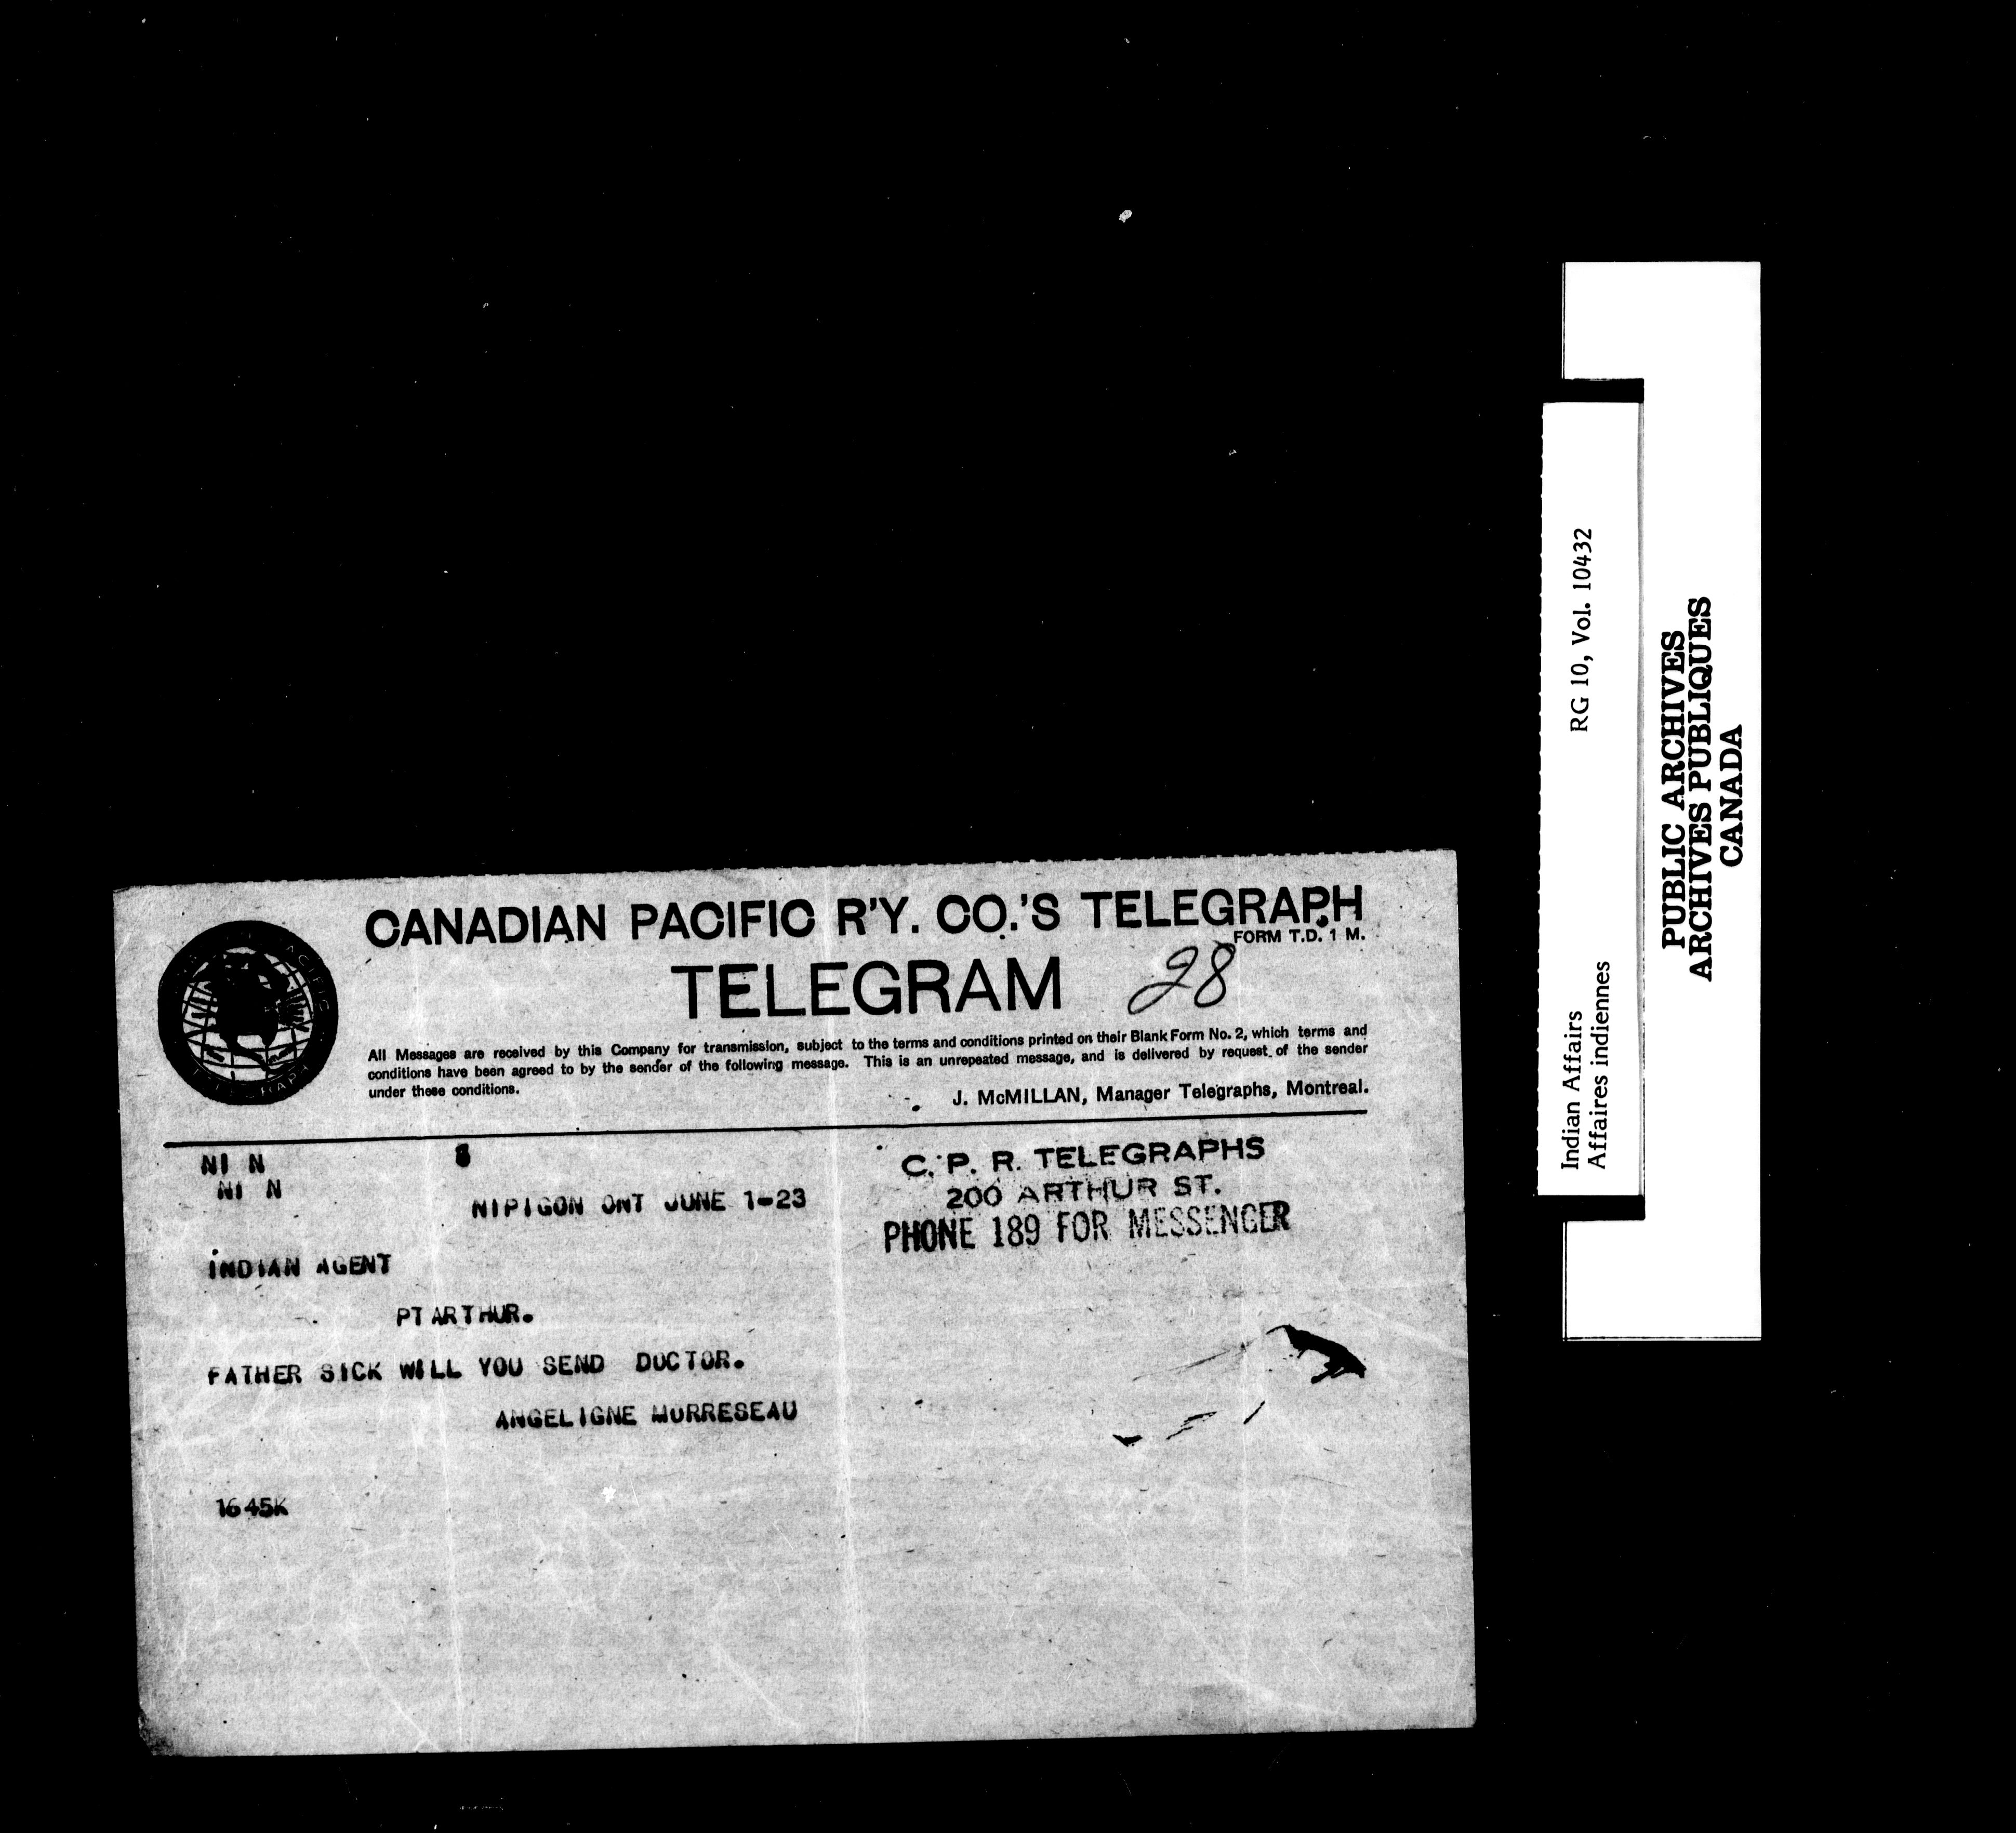 CANADIAN PACIFIC R'Y. CO.'S TELEGRAPH
FORM T.D. 1 M.
TELEGRAM 28
All Messages are received by this Company for transmission, subject to the terms and conditions printed on their Blank Form No. 2, which terms and
conditions have been agreed to by the sender of the following message. This is an unrepeated message, and is delivered by request of the sender
under these conditions.
J. McMILLAN, Manager Telegraphs, Montreal.
NI N
NI N
NIPIGON ONT JUNE 1-23
C. P. R. TELEGRAPHS
200 ARTHUR ST.
PHONE 189 FOR MESSENGER
INDIAN AGENT
PT ARTHUR.
FATHER SICK WILL YOU SEND DOCTOR.
ANGELIGNE MORRESEAU
1645K
Indian Affairs RG 10, Vol. 10432
Affaires indiennes
PUBLIC ARCHIVES
ARCHIVES PUBLIQUES
CANADA